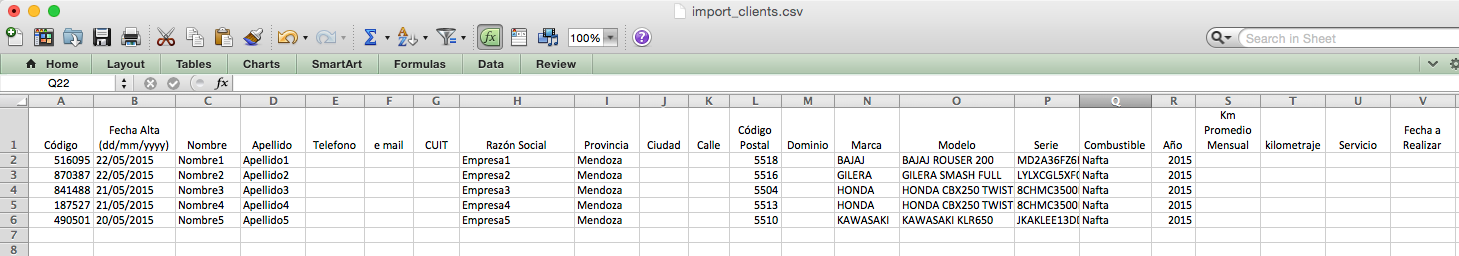 import_clients.csv
100%
Search in Sheet
Home Layout Tables Charts SmartArt Formulas Data Review
Q22 fx
A B C D E F G H I J K L M N O P Q R S T U V
1 Código Fecha Alta (dd/mm/yyyy) Nombre Apellido Telefono e mail CUIT Razón Social Provincia Ciudad Calle Código Postal Dominio Marca Modelo Serie Combustible Año Km Promedio Mensual kilometraje Servicio Fecha a Realizar
2 516095 22/05/2015 Nombre1 Apellido1 Empresa1 Mendoza 5518 BAJAJ BAJAJ ROUSER 200 MD2A36FZ6 Nafta 2015
3 870387 22/05/2015 Nombre2 Apellido2 Empresa2 Mendoza 5516 GILERA GILERA SMASH FULL LYLXCGL5XF Nafta 2015
4 841488 21/05/2015 Nombre3 Apellido3 Empresa3 Mendoza 5504 HONDA HONDA CBX250 TWIST 8CHMC3500 Nafta 2015
5 187527 21/05/2015 Nombre4 Apellido4 Empresa4 Mendoza 5513 HONDA HONDA CBX250 TWIST 8CHMC3500 Nafta 2015
6 490501 20/05/2015 Nombre5 Apellido5 Empresa5 Mendoza 5510 KAWASAKI KAWASAKI KLR650 JKAKLEE13D Nafta 2015
7
8